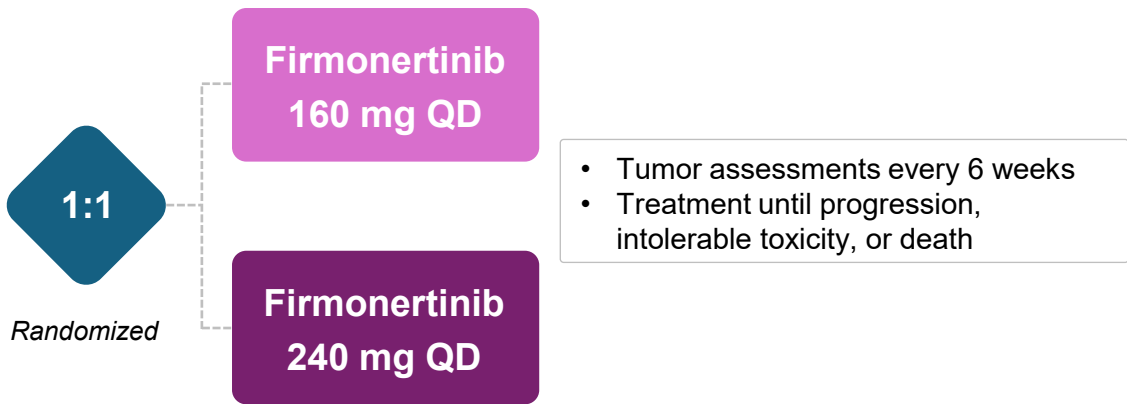 Firmonertinib
160 mg QD
1:1
Randomized
Firmonertinib
240 mg QD
• Tumor assessments every 6 weeks
• Treatment until progression,
intolerable toxicity, or death